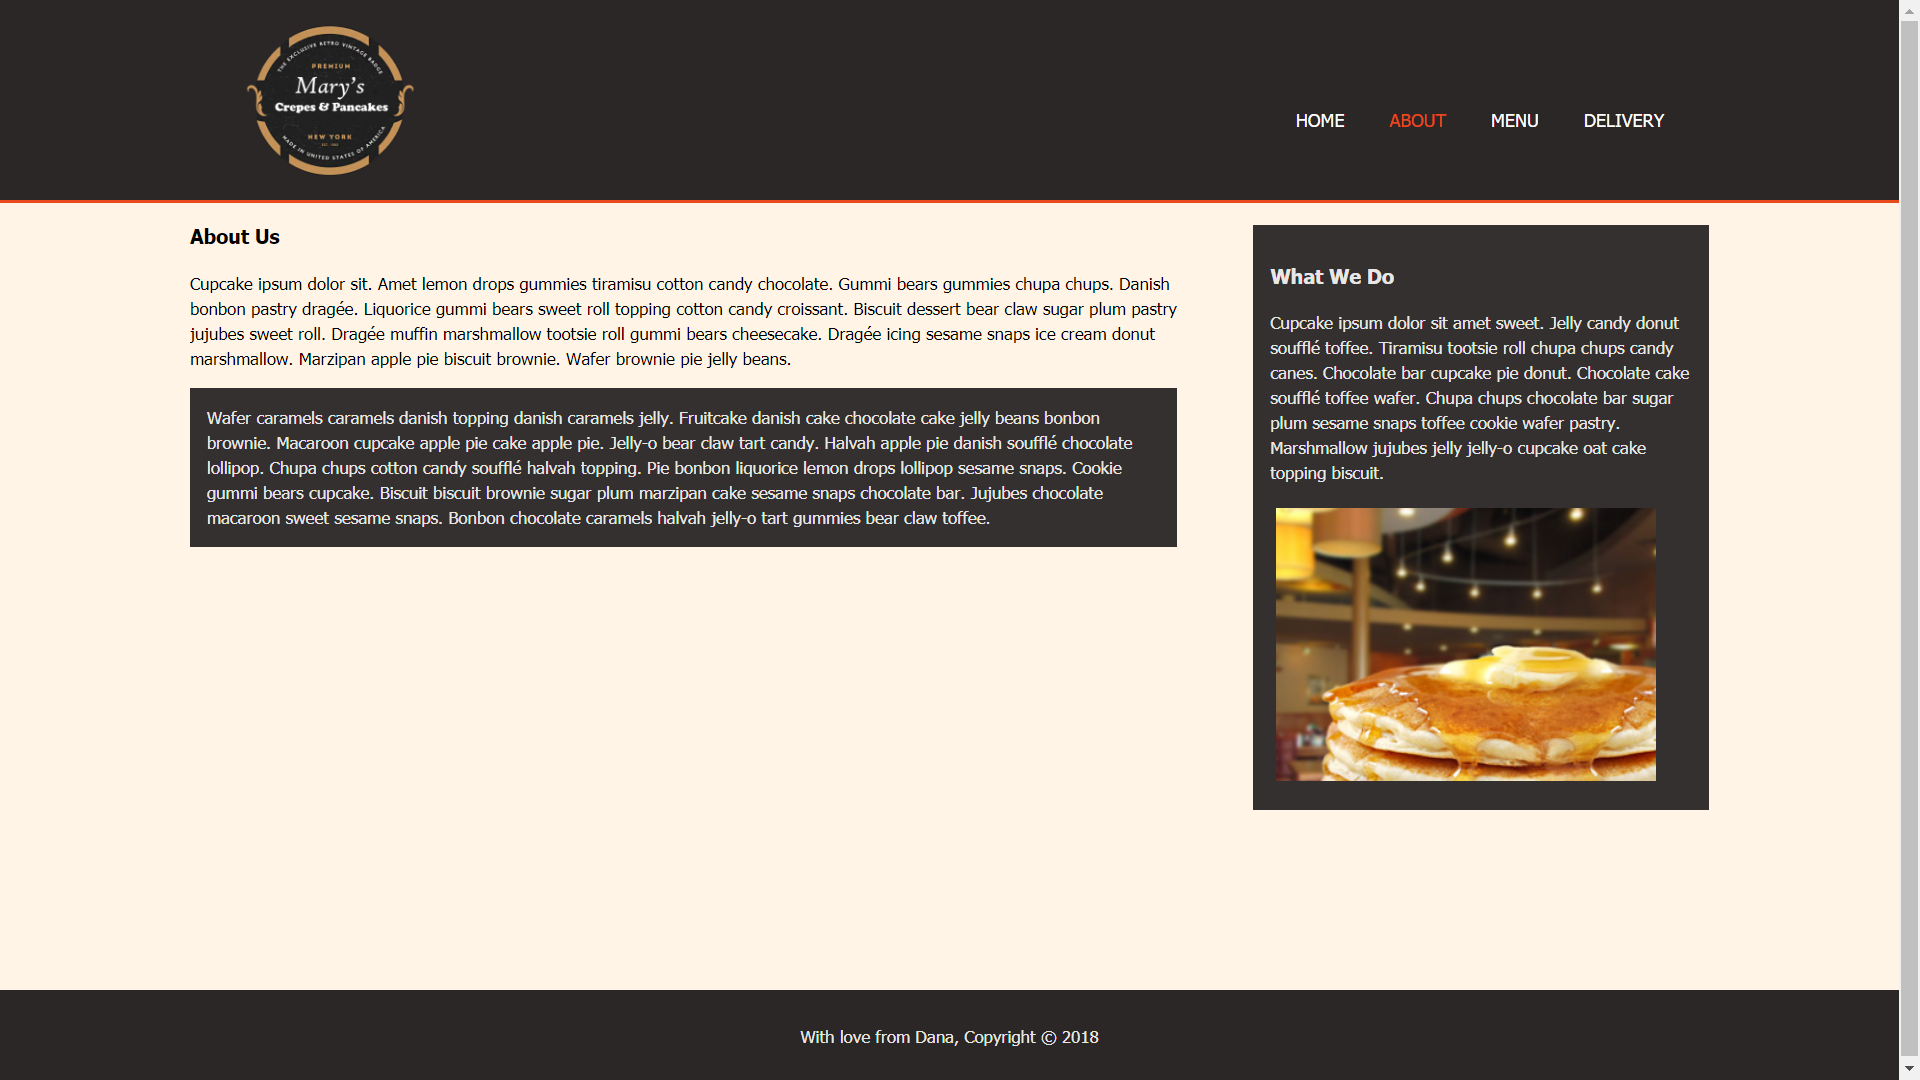 THE EXCLUSIVE RETRO VINTAGE BADGE
PREMIUM
Mary's
Crepes & Pancakes
NEW YORK
MADE IN UNITED STATES OF AMERICA
HOME
ABOUT
MENU
DELIVERY
About Us
Cupcake ipsum dolor sit. Amet lemon drops gummies tiramisu cotton candy chocolate. Gummi bears gummies chupa chups. Danish
bonbon pastry dragée. Liquorice gummi bears sweet roll topping cotton candy croissant. Biscuit dessert bear claw sugar plum pastry
jujubes sweet roll. Dragée muffin marshmallow tootsie roll gummi bears cheesecake. Dragée icing sesame snaps ice cream donut
marshmallow. Marzipan apple pie biscuit brownie. Wafer brownie pie jelly beans.
Wafer caramels caramels danish topping danish caramels jelly. Fruitcake danish cake chocolate cake jelly beans bonbon
brownie. Macaroon cupcake apple pie cake apple pie. Jelly-o bear claw tart candy. Halvah apple pie danish soufflé chocolate
lollipop. Chupa chups cotton candy soufflé halvah topping. Pie bonbon liquorice lemon drops lollipop sesame snaps. Cookie
gummi bears cupcake. Biscuit biscuit brownie sugar plum marzipan cake sesame snaps chocolate bar. Jujubes chocolate
macaroon sweet sesame snaps. Bonbon chocolate caramels halvah jelly-o tart gummies bear claw toffee.
What We Do
Cupcake ipsum dolor sit amet sweet. Jelly candy donut
soufflé toffee. Tiramisu tootsie roll chupa chups candy
canes. Chocolate bar cupcake pie donut. Chocolate cake
soufflé toffee wafer. Chupa chups chocolate bar sugar
plum sesame snaps toffee cookie wafer pastry.
Marshmallow jujubes jelly jelly-o cupcake oat cake
topping biscuit.
With love from Dana, Copyright © 2018